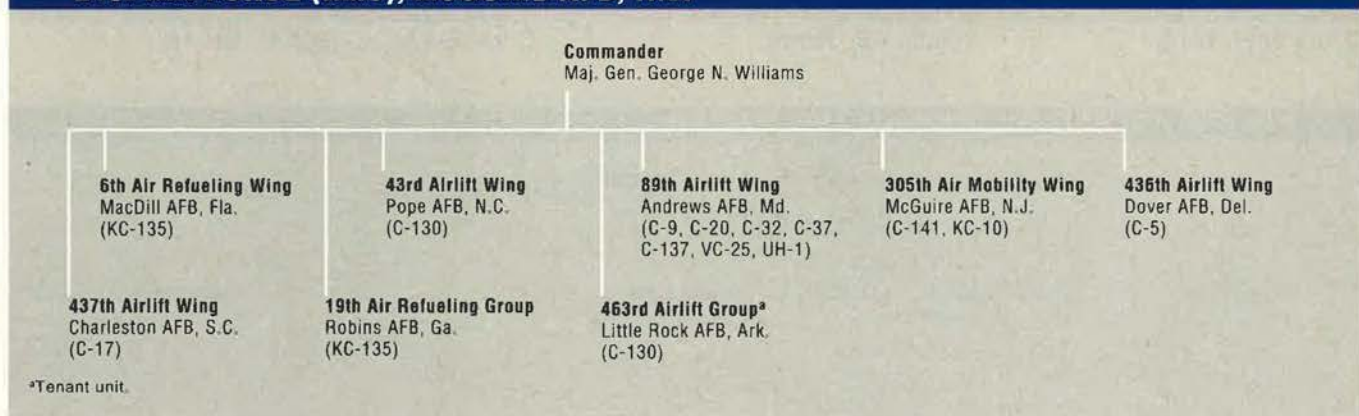 Commander
Maj. Gen. George N. Williams
6th Air Refueling Wing
MacDill AFB, Fla.
(KC-135)
43rd Airlift Wing
Pope AFB, N.C.
(C-130)
89th Airlift Wing
Andrews AFB, Md.
(C-9, C-20, C-32, C-37,
C-137, VC-25, UH-1)
305th Air Mobility Wing
McGuire AFB, N.J.
(C-141, KC-10)
436th Airlift Wing
Dover AFB, Del.
(C-5)
437th Airlift Wing
Charleston AFB, S.C.
(C-17)
19th Air Refueling Group
Robins AFB, Ga.
(KC-135)
463rd Airlift Groupᵃ
Little Rock AFB, Ark.
(C-130)
ᵃTenant unit.